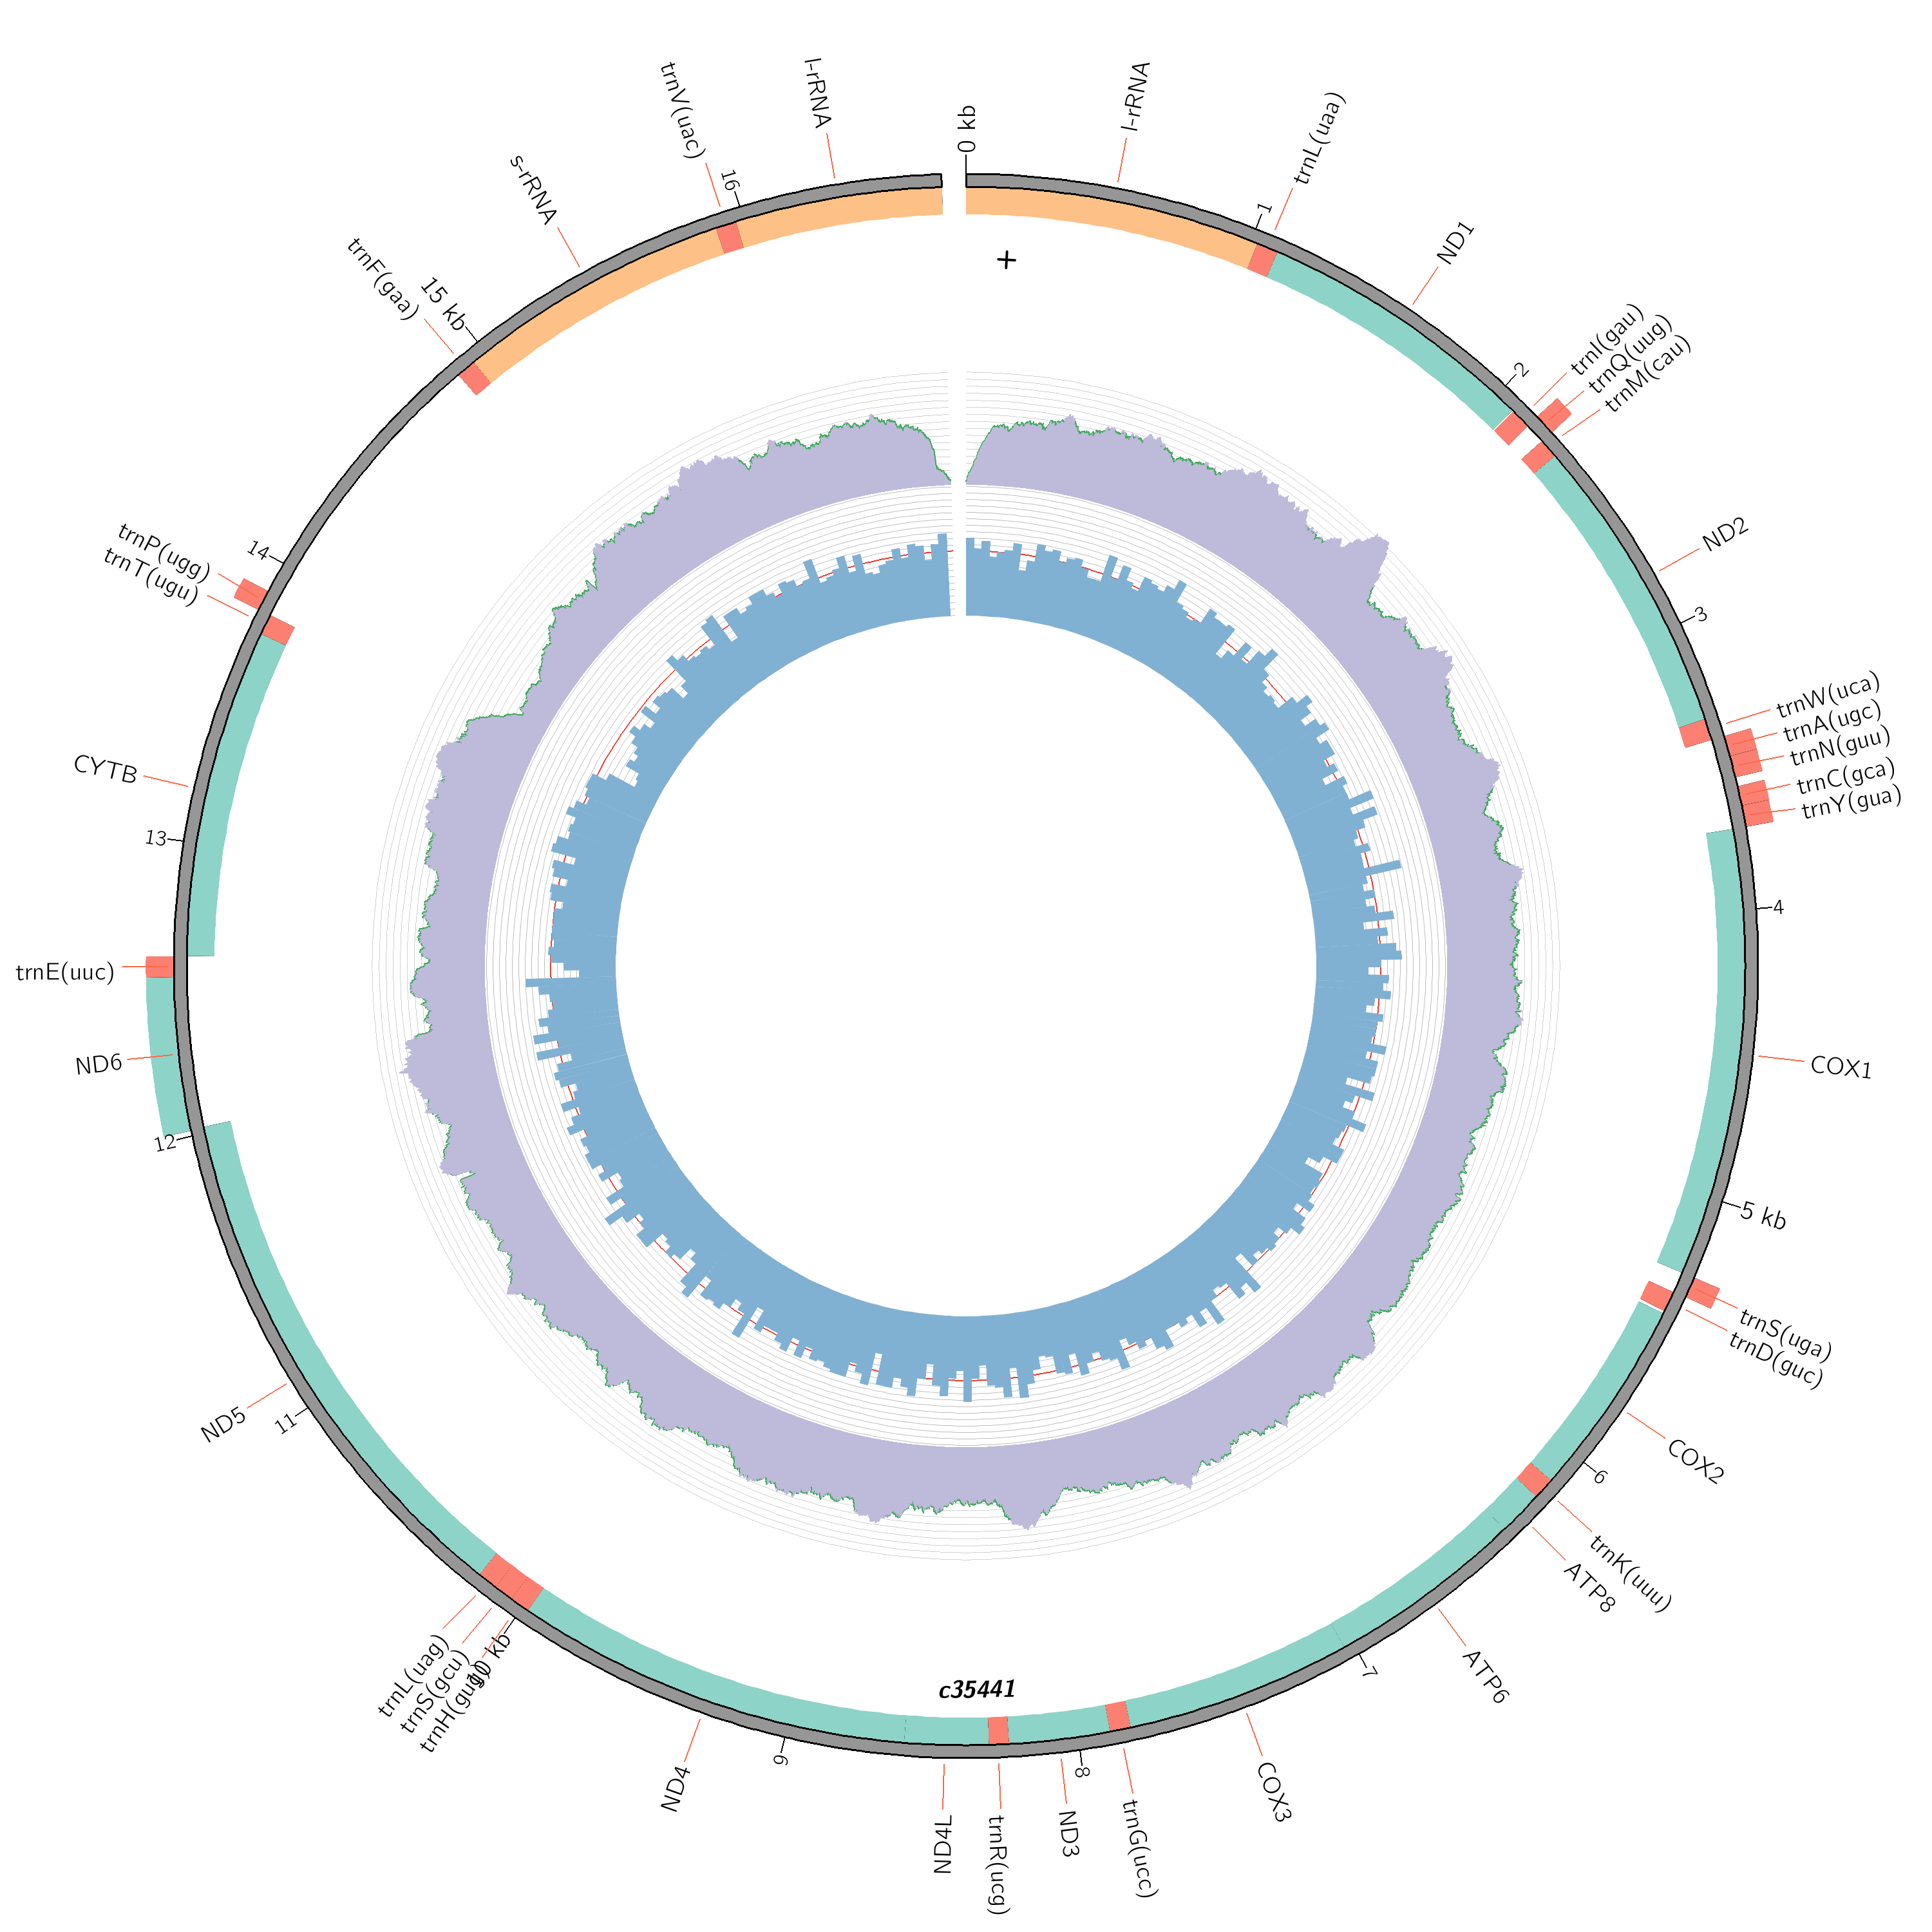 0 kb
l-rRNA
1
trnL(uaa)
ND1
2
trnI(gau)
trnQ(uug)
trnM(cau)
ND2
3
trnW(uca)
trnA(ugc)
trnN(guu)
trnC(gca)
trnY(gua)
4
COX1
5 kb
trnS(uga)
trnD(guc)
COX2
6
trnK(uuu)
ATP8
ATP6
7
COX3
trnG(ucc)
8
ND3
trnR(ucg)
ND4L
9
ND4
10 kb
trnH(gug)
trnS(gcu)
trnL(uag)
11
ND5
12
ND6
trnE(uuc)
13
CYTB
trnT(ugu)
trnP(ugg)
14
trnF(gaa)
15 kb
s-rRNA
trnV(uac)
16
l-rRNA
+
c35441